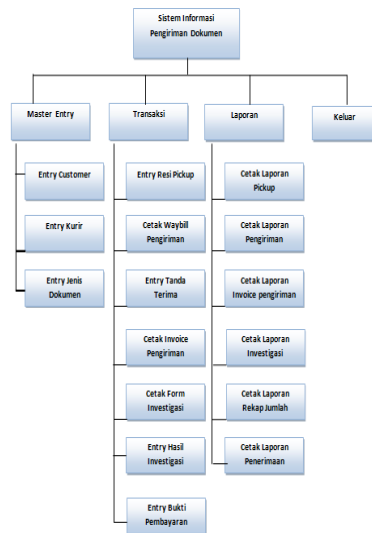 Sistem Informasi
Pengiriman Dokumen
Master Entry
Transaksi
Laporan
Keluar
Entry Customer
Entry Kurir
Entry Jenis
Dokumen
Entry Resi Pickup
Cetak Waybill
Pengiriman
Entry Tanda
Terima
Cetak Invoice
Pengiriman
Cetak Form
Investigasi
Entry Hasil
Investigasi
Entry Bukti
Pembayaran
Cetak Laporan
Pickup
Cetak Laporan
Pengiriman
Cetak Laporan
Invoice pengiriman
Cetak Laporan
Investigasi
Cetak Laporan
Rekap Jumlah
Cetak Laporan
Penerimaan